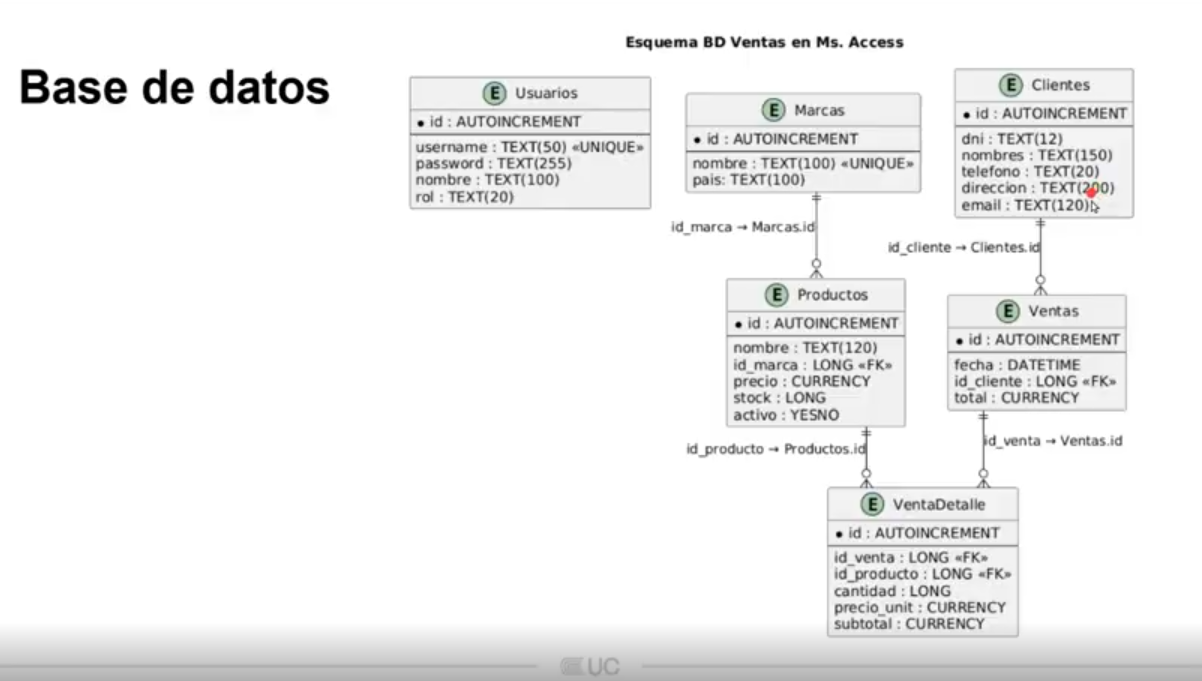 Esquema BD Ventas en Ms. Access
Base de datos
E Usuarios
• id : AUTOINCREMENT
username : TEXT(50) «UNIQUE»
password : TEXT(255)
nombre : TEXT(100)
rol : TEXT(20)
E Marcas
• id : AUTOINCREMENT
nombre : TEXT(100) «UNIQUE»
pais: TEXT(100)
E Clientes
• id : AUTOINCREMENT
dni : TEXT(12)
nombres : TEXT(150)
telefono : TEXT(20)
direccion : TEXT(200)
email : TEXT(120)
id_marca → Marcas.id
id_cliente → Clientes.id
E Productos
• id : AUTOINCREMENT
nombre : TEXT(120)
id_marca : LONG «FK»
precio : CURRENCY
stock : LONG
activo : YESNO
E Ventas
• id : AUTOINCREMENT
fecha : DATETIME
id_cliente : LONG «FK»
total : CURRENCY
id_producto → Productos.id
id_venta → Ventas.id
E VentaDetalle
• id : AUTOINCREMENT
id_venta : LONG «FK»
id_producto : LONG «FK»
cantidad : LONG
precio_unit : CURRENCY
subtotal : CURRENCY
UC